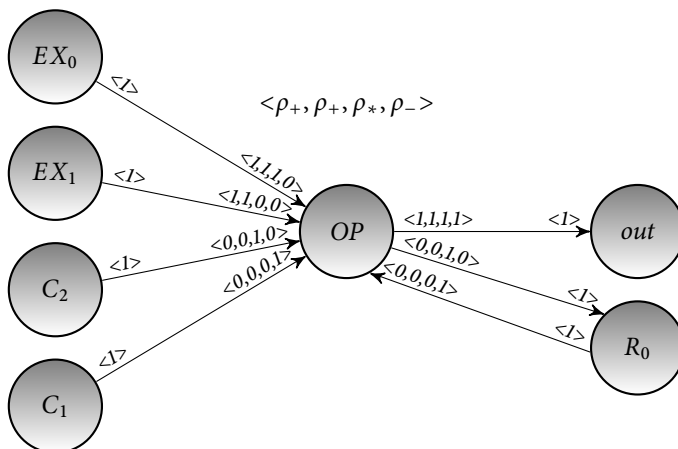 EX₀
<1>
<ρ₊, ρ₊, ρ*, ρ₋>
<1,1,1,0>
EX₁
<1>
<1,1,0,0>
OP
<1,1,1,1>
<1>
out
<0,0,1,0>
<0,0,1,0>
C₂
<1>
<0,0,0,1>
<0,0,0,1>
<1>
<1>
R₀
<1>
C₁